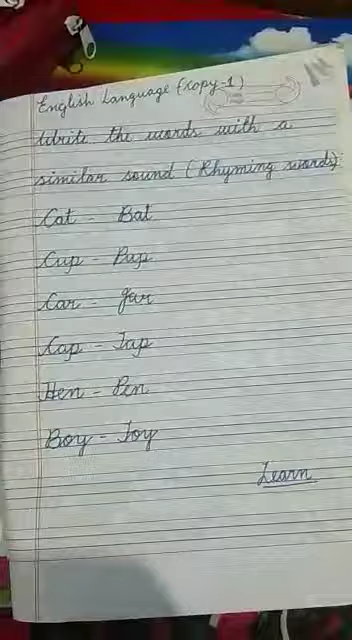 English Language (Copy-1)
Write the words with a
similar sound (Rhyming words)
Cat - Bat
Cup - Pup
Car - Jar
Cap - Tap
Hen - Pen
Boy - Toy
Learn